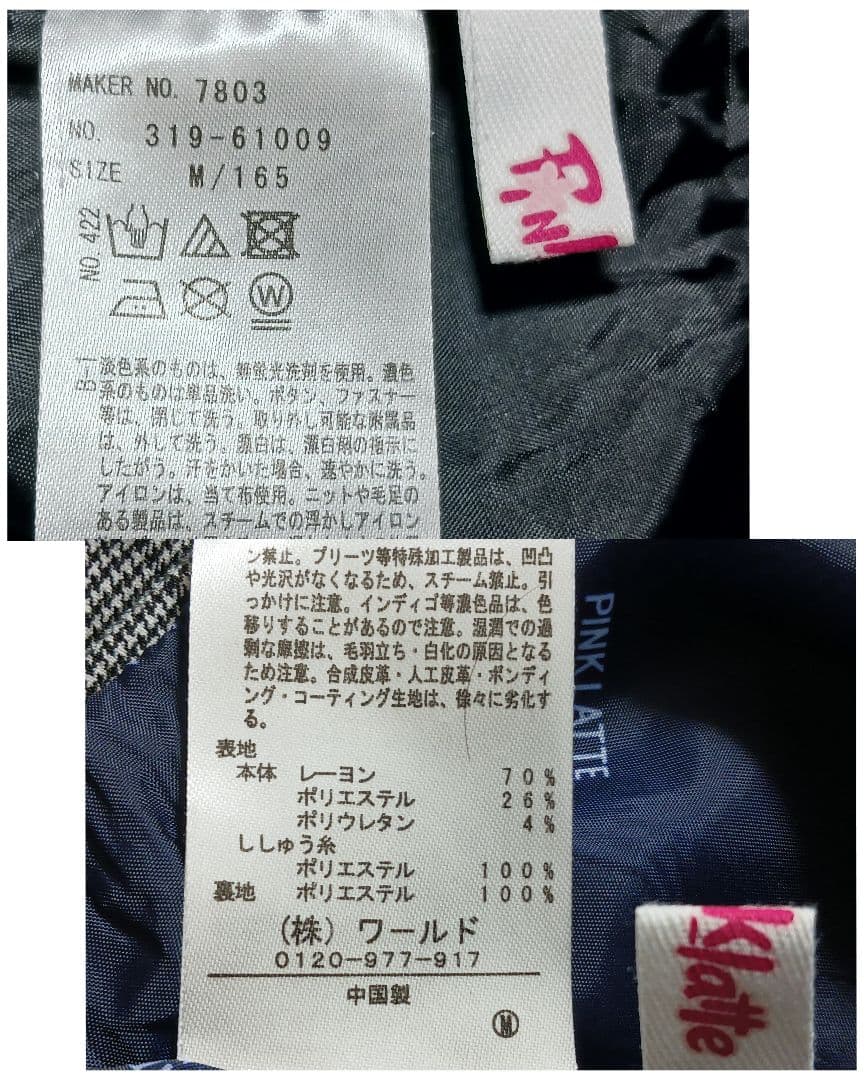 MAKER NO. 7803
NO. 319-61009
SIZE M/165
NO. 422
W
B-1
淡色系のものは、無蛍光洗剤を使用。濃色
系のものは単品洗い。ボタン、ファスナー
等は、閉じて洗う。取り外し可能な附属品
は、外して洗う。漂白は、漂白剤の指示に
したがう。汗をかいた場合、速やかに洗う。
アイロンは、当て布使用。ニットや毛足の
ある製品は、スチームでの浮かしアイロン
Pink
ン禁止。プリーツ等特殊加工製品は、凹凸
や光沢がなくなるため、スチーム禁止。引
っかけに注意。インディゴ等濃色品は、色
移りすることがあるので注意。湿潤での過
剰な摩擦は、毛羽立ち・白化の原因となる
ため注意。合成皮革・人工皮革・ボンディ
ング・コーティング生地は、徐々に劣化す
る。
表地
本体 レーヨン 70%
ポリエステル 26%
ポリウレタン 4%
ししゅう糸
ポリエステル 100%
裏地 ポリエステル 100%
(株)ワールド
0120-977-917
中国製
M
PINK LATTE
klatte